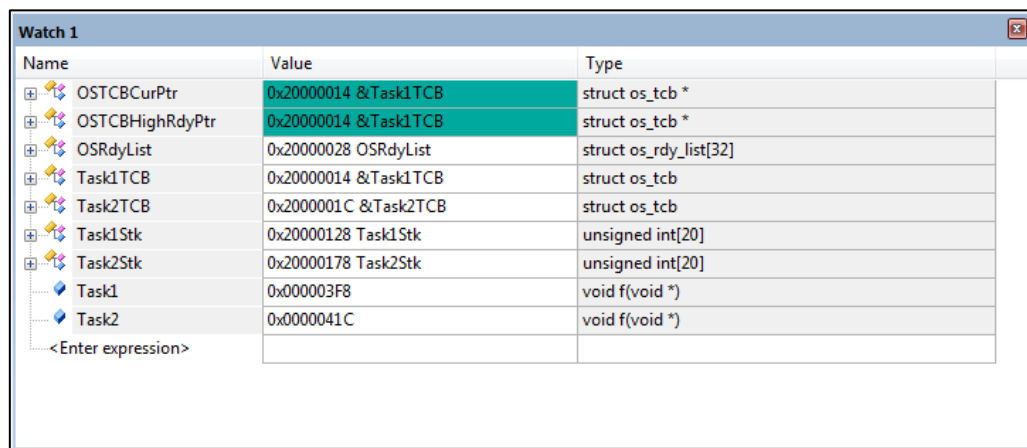 Watch 1
Name Value Type
OSTCBCurPtr 0x20000014 &Task1TCB struct os_tcb *
OSTCBHighRdyPtr 0x20000014 &Task1TCB struct os_tcb *
OSRdyList 0x20000028 OSRdyList struct os_rdy_list[32]
Task1TCB 0x20000014 &Task1TCB struct os_tcb
Task2TCB 0x2000001C &Task2TCB struct os_tcb
Task1Stk 0x20000128 Task1Stk unsigned int[20]
Task2Stk 0x20000178 Task2Stk unsigned int[20]
Task1 0x000003F8 void f(void *)
Task2 0x0000041C void f(void *)
<Enter expression>